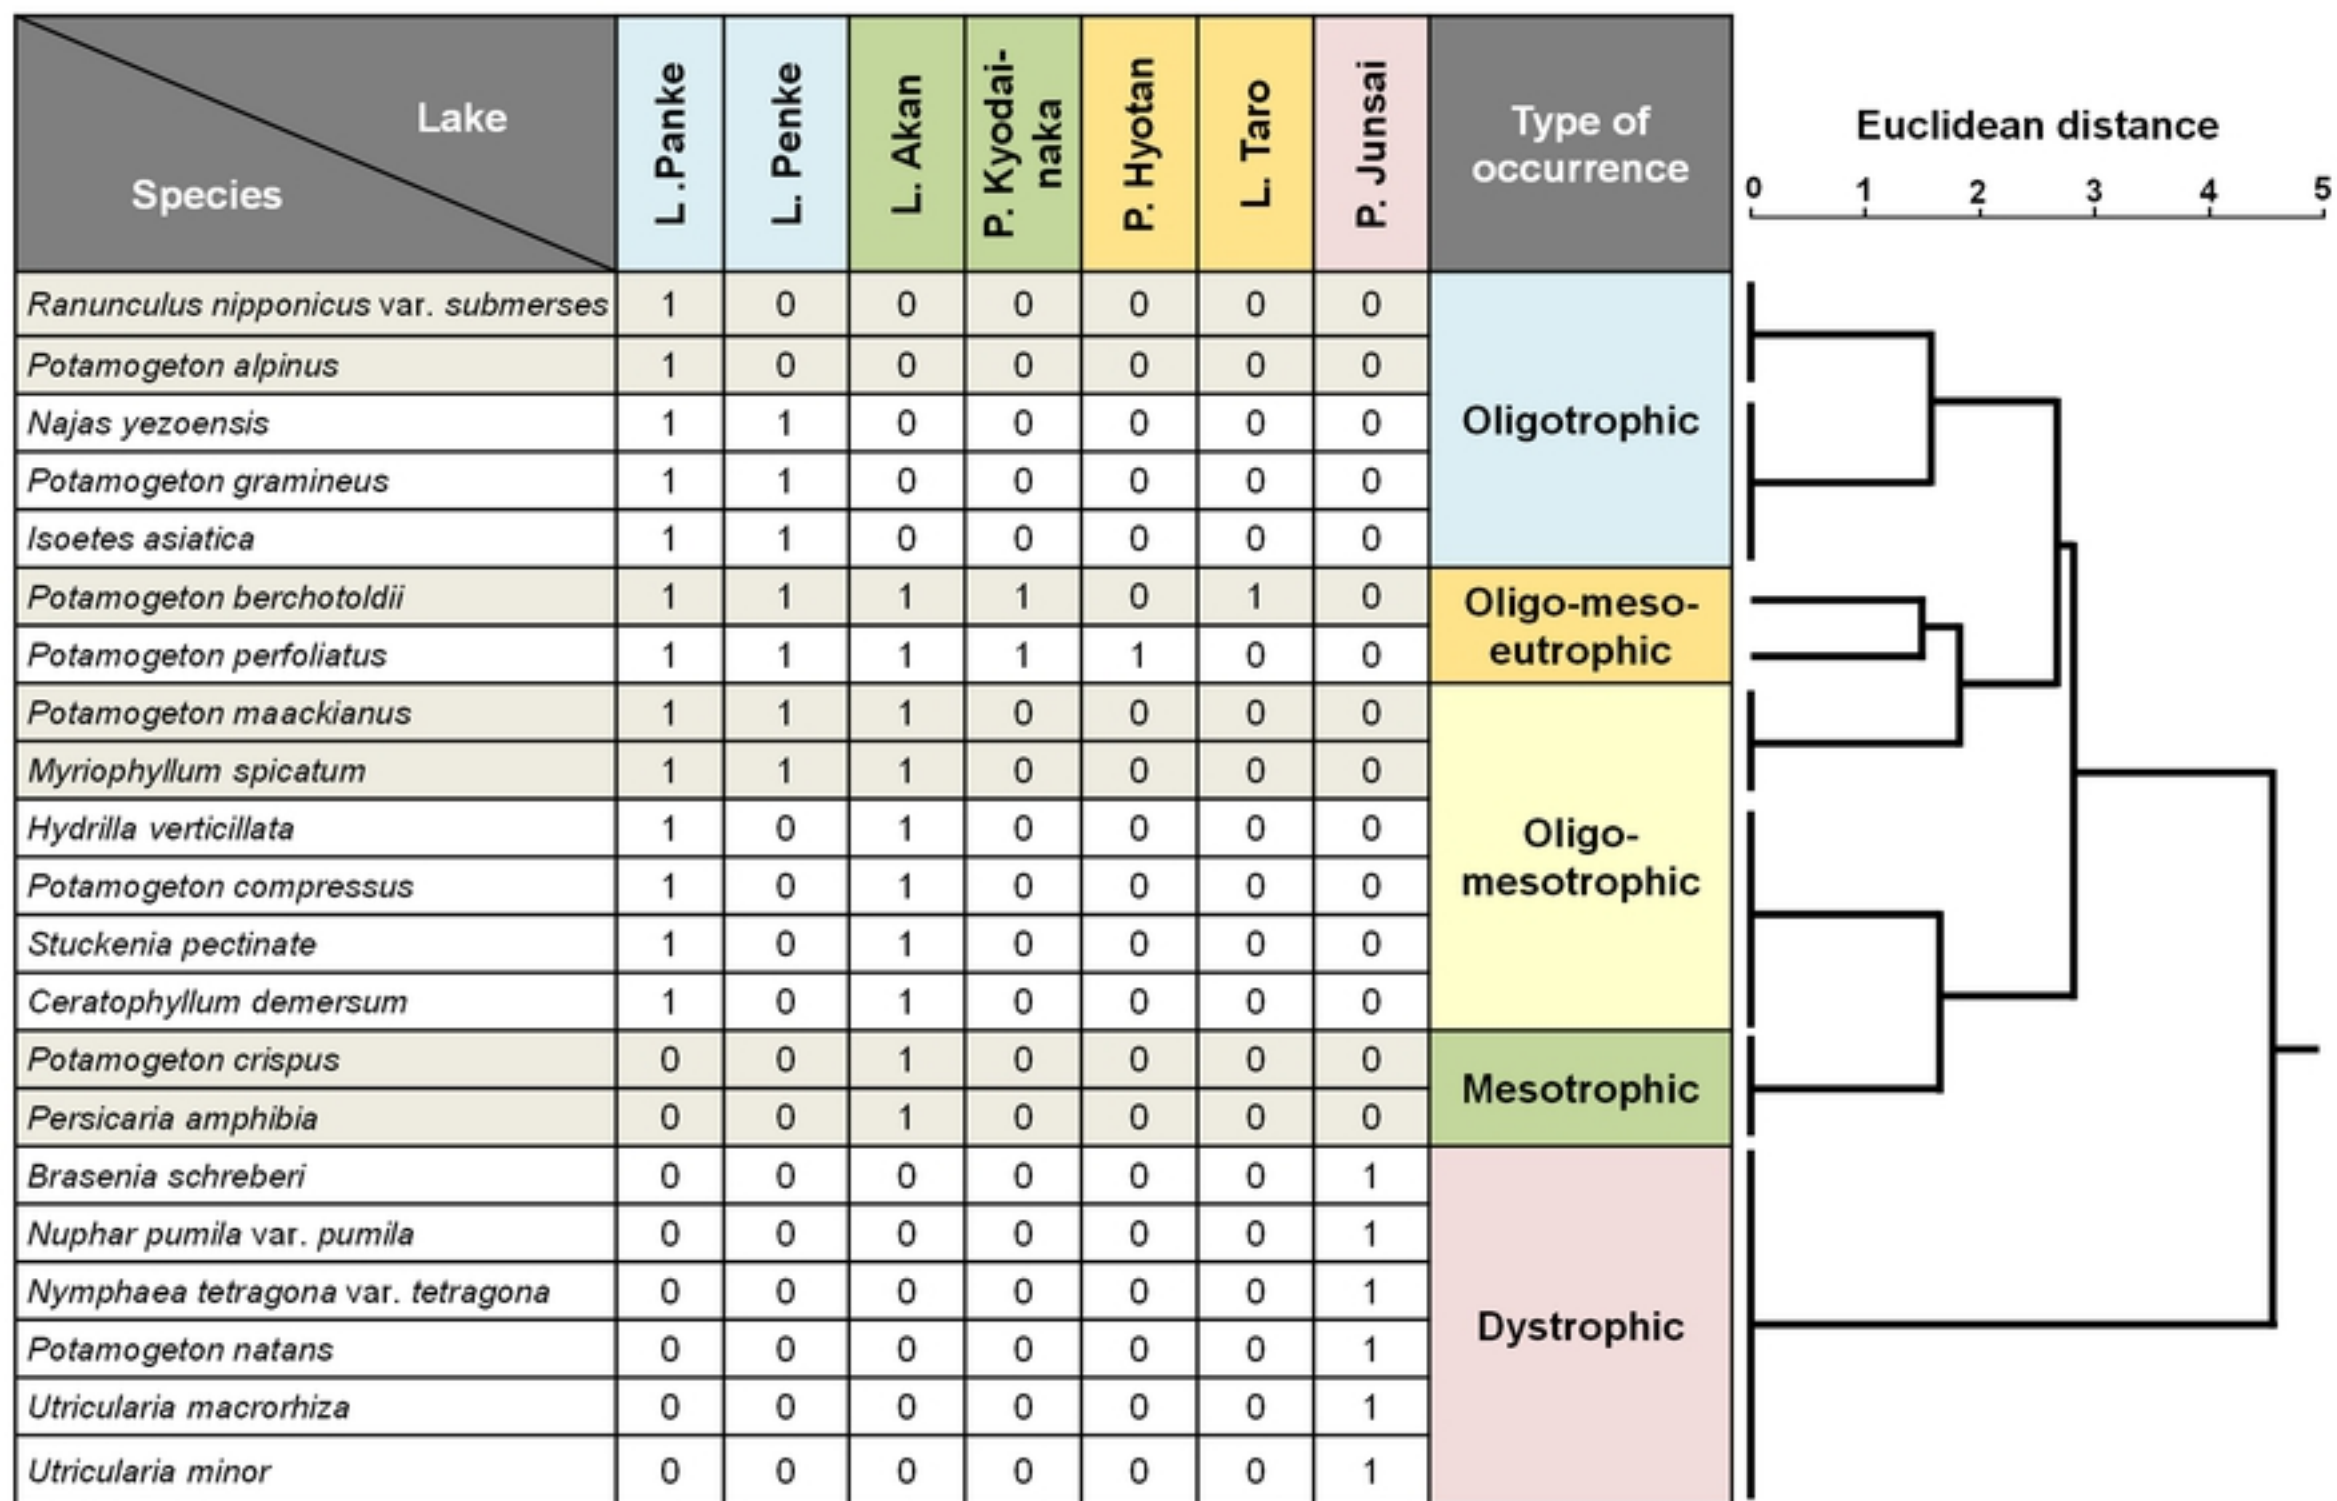 Lake
Species
L .Panke
L. Penke
L. Akan
P. Kyodai-
naka
P. Hyotan
L. Taro
P. Junsai
Type of
occurrence
Euclidean distance
0 1 2 3 4 5
Ranunculus nipponicus var. submerses 1 0 0 0 0 0 0
Potamogeton alpinus 1 0 0 0 0 0 0
Najas yezoensis 1 1 0 0 0 0 0
Oligotrophic
Potamogeton gramineus 1 1 0 0 0 0 0
Isoetes asiatica 1 1 0 0 0 0 0
Potamogeton berchotoldii 1 1 1 1 0 1 0
Oligo-meso-
eutrophic
Potamogeton perfoliatus 1 1 1 1 1 0 0
Potamogeton maackianus 1 1 1 0 0 0 0
Myriophyllum spicatum 1 1 1 0 0 0 0
Hydrilla verticillata 1 0 1 0 0 0 0
Oligo-
mesotrophic
Potamogeton compressus 1 0 1 0 0 0 0
Stuckenia pectinate 1 0 1 0 0 0 0
Ceratophyllum demersum 1 0 1 0 0 0 0
Potamogeton crispus 0 0 1 0 0 0 0
Mesotrophic
Persicaria amphibia 0 0 1 0 0 0 0
Brasenia schreberi 0 0 0 0 0 0 1
Nuphar pumila var. pumila 0 0 0 0 0 0 1
Nymphaea tetragona var. tetragona 0 0 0 0 0 0 1
Dystrophic
Potamogeton natans 0 0 0 0 0 0 1
Utricularia macrorhiza 0 0 0 0 0 0 1
Utricularia minor 0 0 0 0 0 0 1